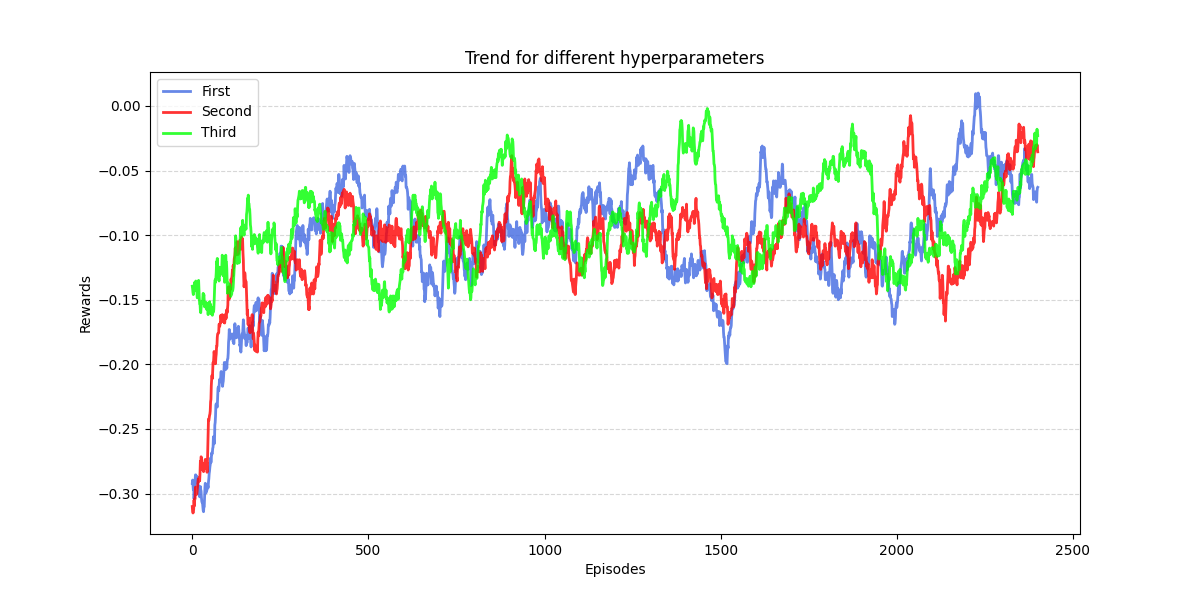 Trend for different hyperparameters
First
Second
Third
0.00
−0.05
−0.10
−0.15
−0.20
−0.25
−0.30
Rewards
0
500
1000
1500
2000
2500
Episodes